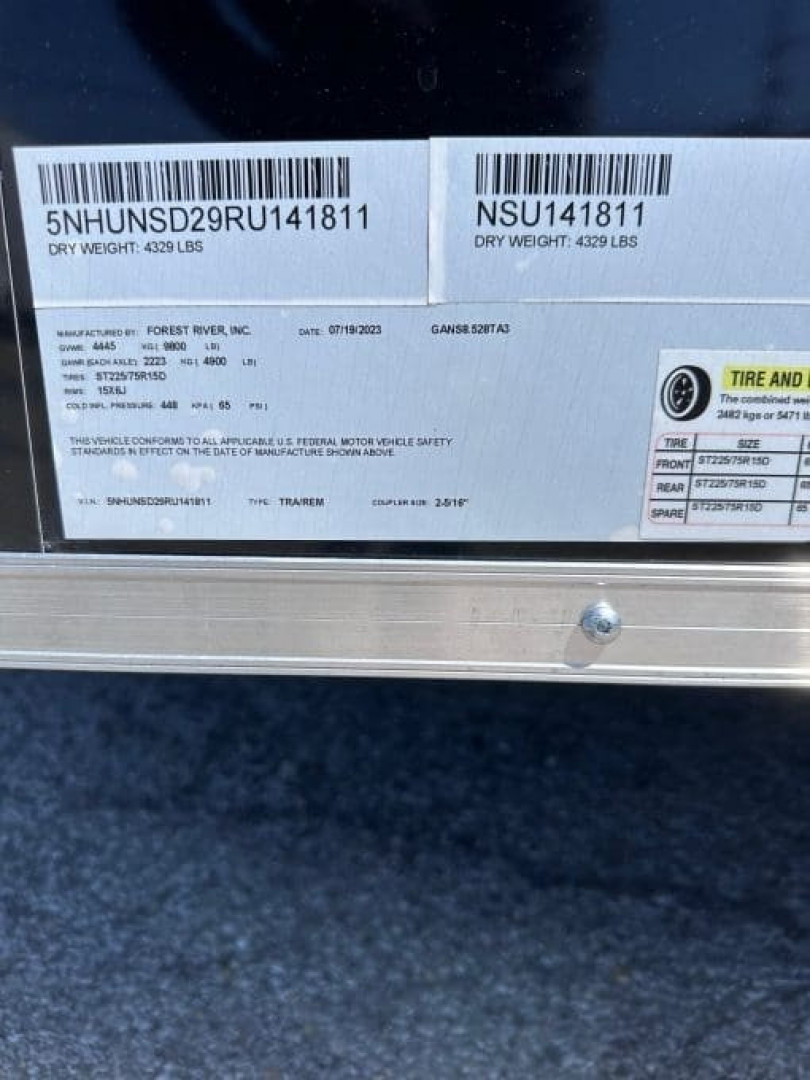 5NHUNSD29RU141811
DRY WEIGHT: 4329 LBS
NSU141811
DRY WEIGHT: 4329 LBS
MANUFACTURED BY: FOREST RIVER, INC. DATE: 07/19/2023 GANS8.528TA3
GVWR: 4445 KG ( 9800 LB)
GAWR (EACH AXLE): 2223 KG ( 4900 LB)
TIRES: ST225/75R15D
RIMS: 15X6J
COLD INFL. PRESSURE: 448 KPA ( 65 PSI )
THIS VEHICLE CONFORMS TO ALL APPLICABLE U.S. FEDERAL MOTOR VEHICLE SAFETY
STANDARDS IN EFFECT ON THE DATE OF MANUFACTURE SHOWN ABOVE.
V.I.N.: 5NHUNSD29RU141811 TYPE: TRA/REM COUPLER SIZE: 2-5/16"
TIRE AND
The combined
2482 kgs or 5471
TIRE SIZE
FRONT ST225/75R15D
REAR ST225/75R15D
SPARE ST225/75R15D 65